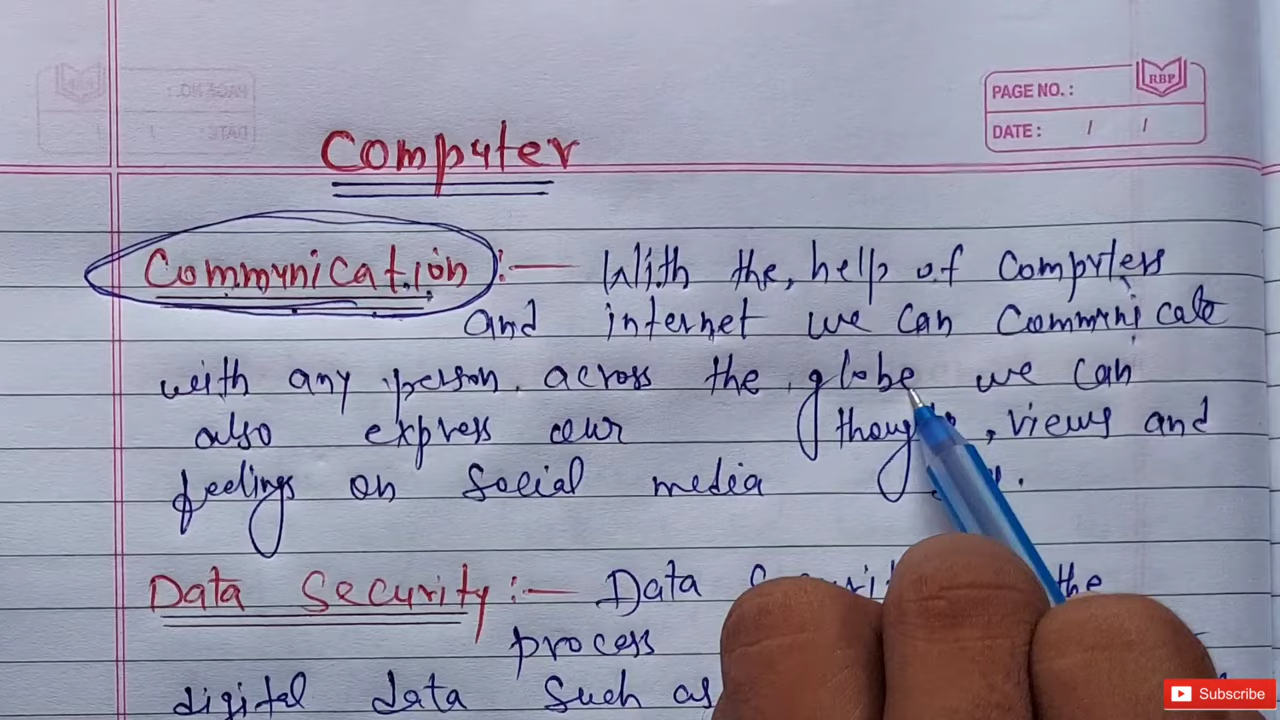 PAGE NO. :
RBP
DATE : / /
Computer
Communication :— With the help of Computers
and internet we can Communicate
with any person across the globe we can
also express our thoughts, views and
feelings on Social media
Data Security :— Data the
process
digital data Such as
Subscribe